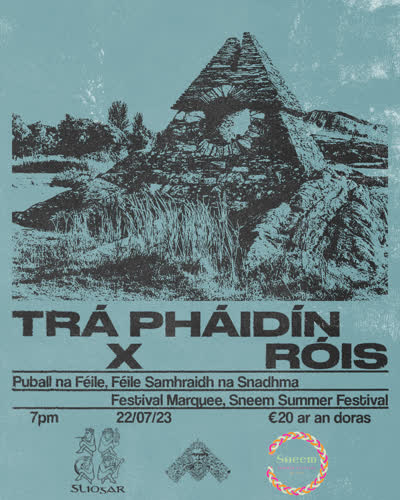 TRÁ PHÁIDÍN
X RÓIS
Puball na Féile, Féile Samhraidh na Snadhma
Festival Marquee, Sneem Summer Festival
7pm 22/07/23 €20 ar an doras
SLIOSAR
Sneem